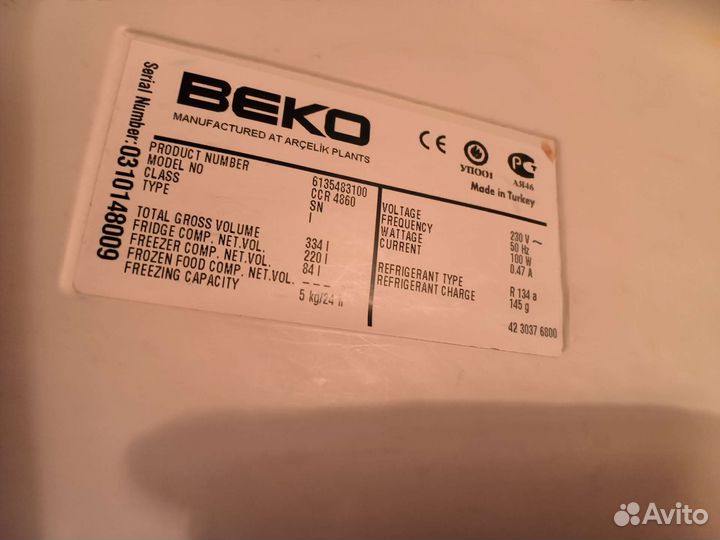 BEKO
MANUFACTURED AT ARÇELİK PLANTS
Serial Number: 0310148009
PRODUCT NUMBER 6135483100
MODEL NO CCR 4860
CLASS SN
TYPE I
TOTAL GROSS VOLUME 334 l
FRIDGE COMP. NET.VOL. 220 l
FREEZER COMP. NET.VOL. 84 l
FROZEN FOOD COMP. NET.VOL. ----
FREEZING CAPACITY 5 kg/24 h
CE
УП001
PG
АЯ46
Made in Turkey
VOLTAGE 230 V ~
FREQUENCY 50 Hz
WATTAGE 100 W
CURRENT 0.47 A
REFRIGERANT TYPE R 134 a
REFRIGERANT CHARGE 145 g
42 3037 6800
Avito